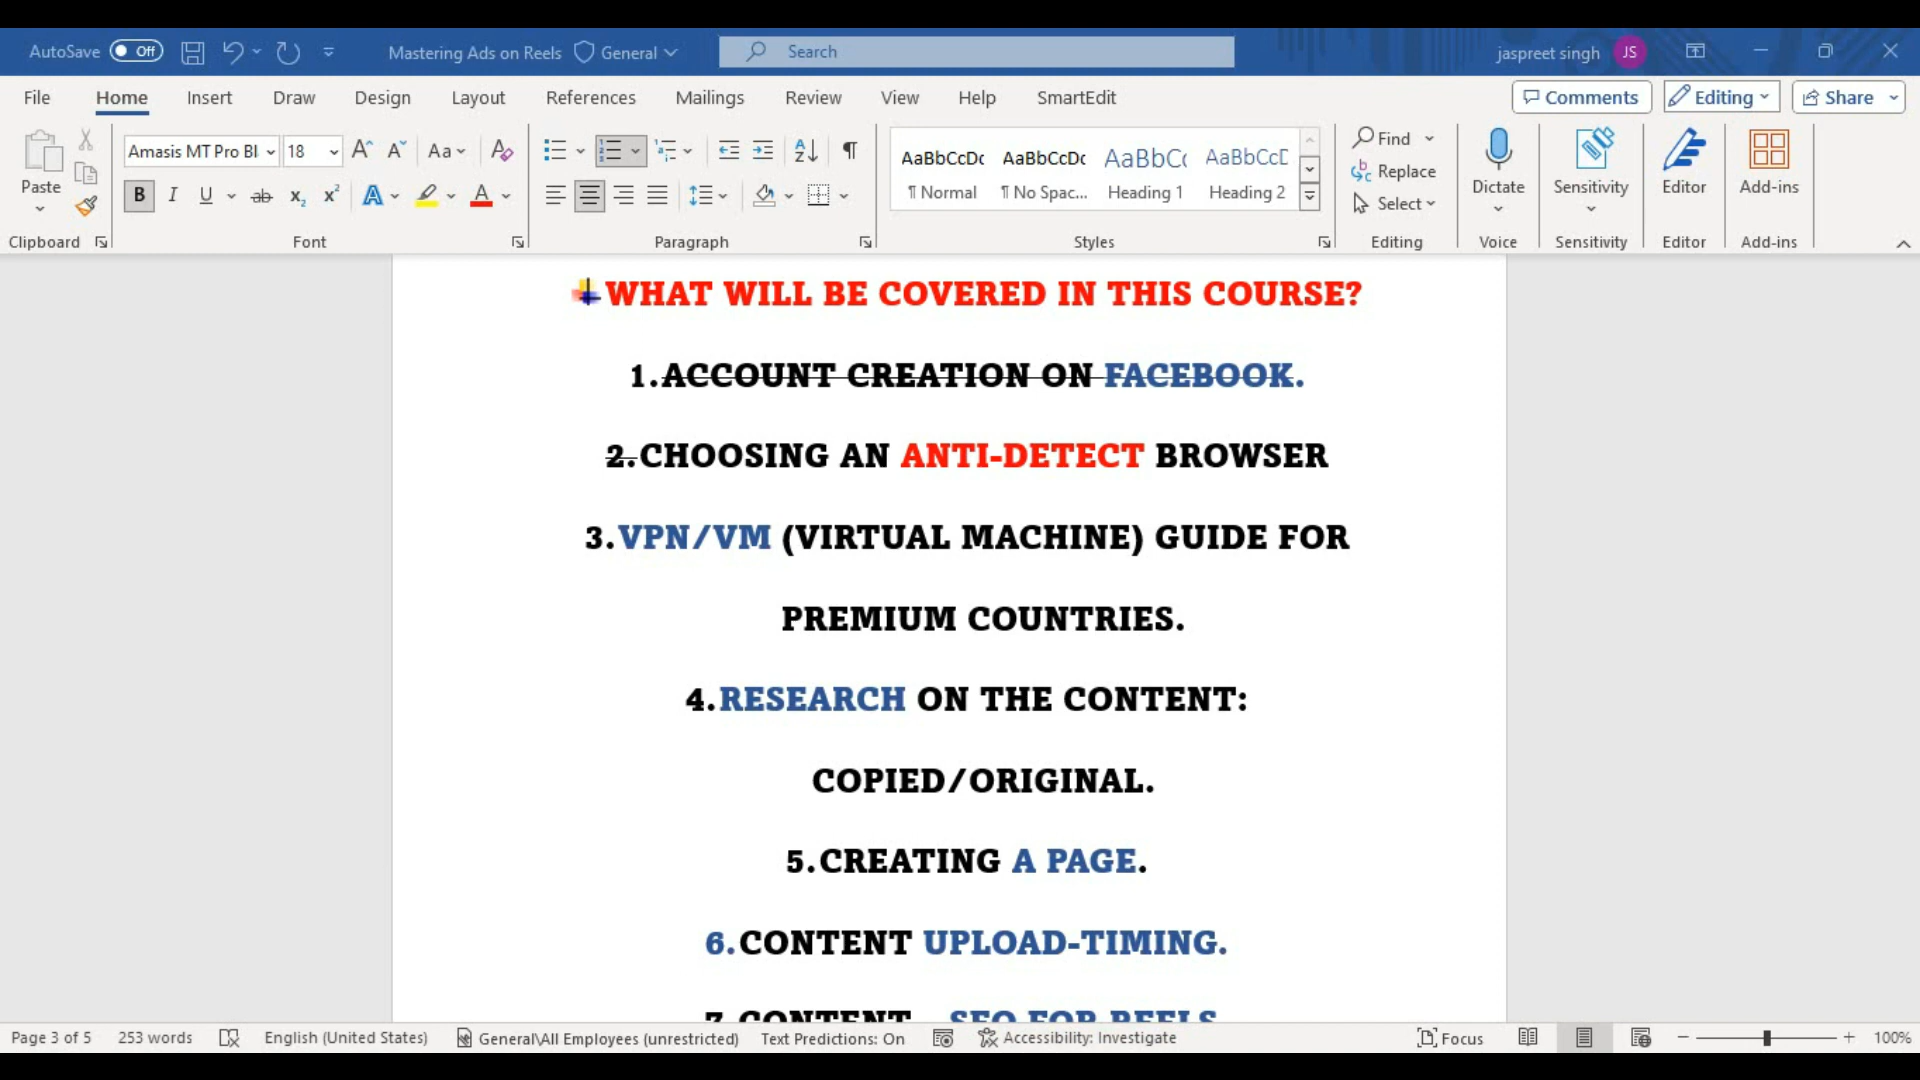 AutoSave Off Mastering Ads on Reels General Search jaspreet singh JS
File Home Insert Draw Design Layout References Mailings Review View Help SmartEdit Comments Editing Share
Paste
Clipboard
Amasis MT Pro Bl 18
Font
Paragraph
AaBbCcDc AaBbCcDc AaBbC AaBbCcD
¶ Normal ¶ No Spac... Heading 1 Heading 2
Styles
Find
Replace
Select
Editing
Dictate
Voice
Sensitivity
Sensitivity
Editor
Editor
Add-ins
Add-ins
WHAT WILL BE COVERED IN THIS COURSE?
1.ACCOUNT CREATION ON FACEBOOK.
2.CHOOSING AN ANTI-DETECT BROWSER
3.VPN/VM (VIRTUAL MACHINE) GUIDE FOR
PREMIUM COUNTRIES.
4.RESEARCH ON THE CONTENT:
COPIED/ORIGINAL.
5.CREATING A PAGE.
6.CONTENT UPLOAD-TIMING.
7.CONTENT SEO FOR REELS
Page 3 of 5 253 words English (United States) General\All Employees (unrestricted) Text Predictions: On Accessibility: Investigate Focus 100%